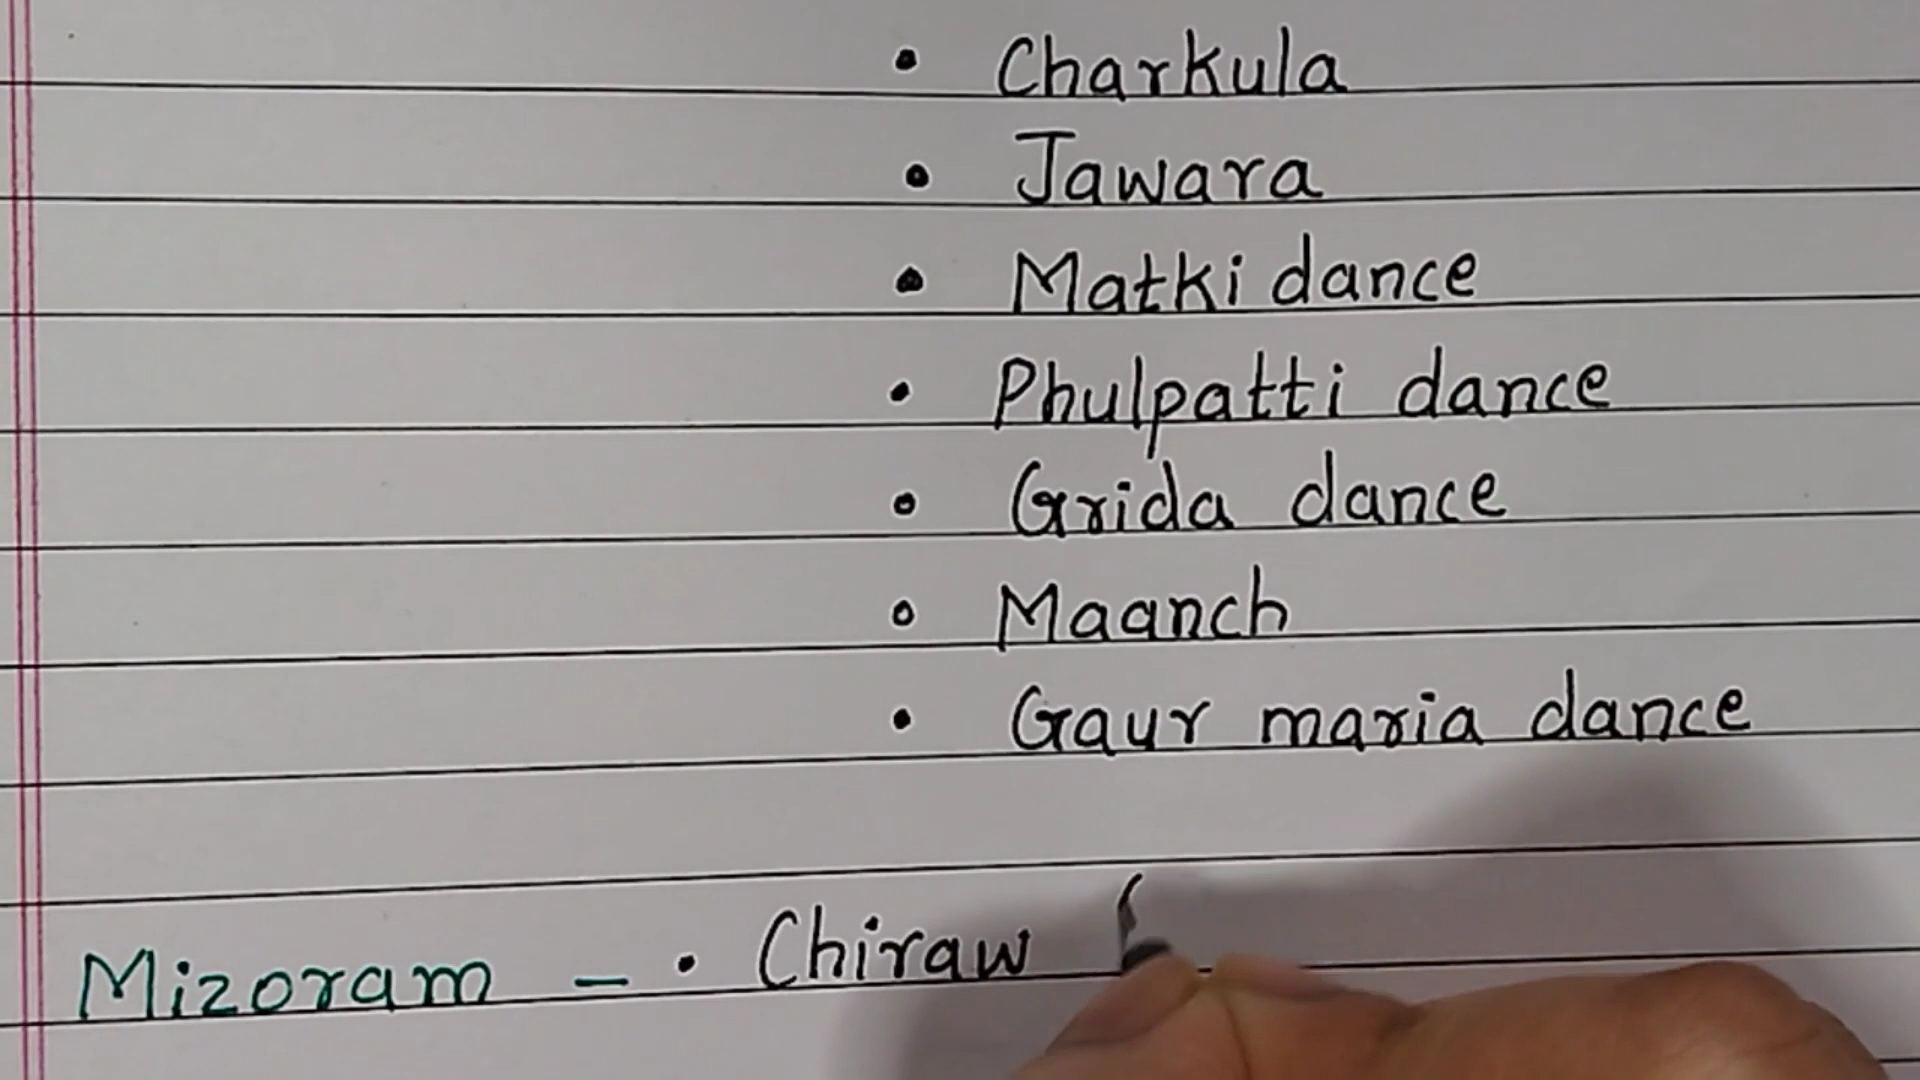 • Charkula
• Jawara
• Matki dance
• Phulpatti dance
• Grida dance
• Maanch
• Gaur maria dance
Mizoram - • Chiraw (